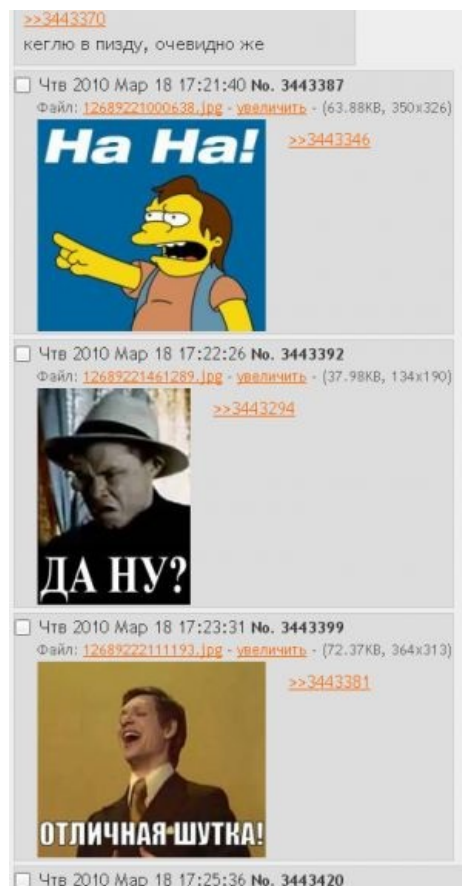 >>3443370
кеглю в пизду, очевидно же
Чтв 2010 Мар 18 17:21:40 No. 3443387
Файл: 12689221000638.jpg - увеличить - (63.88KB, 350x326)
>>3443346
Ha Ha!
Чтв 2010 Мар 18 17:22:26 No. 3443392
Файл: 12689221461289.jpg - увеличить - (37.98KB, 134x190)
>>3443294
ДА НУ?
Чтв 2010 Мар 18 17:23:31 No. 3443399
Файл: 12689222111193.jpg - увеличить - (72.37KB, 364x313)
>>3443381
ОТЛИЧНАЯ ШУТКА!
Чтв 2010 Мар 18 17:25:36 No. 3443420